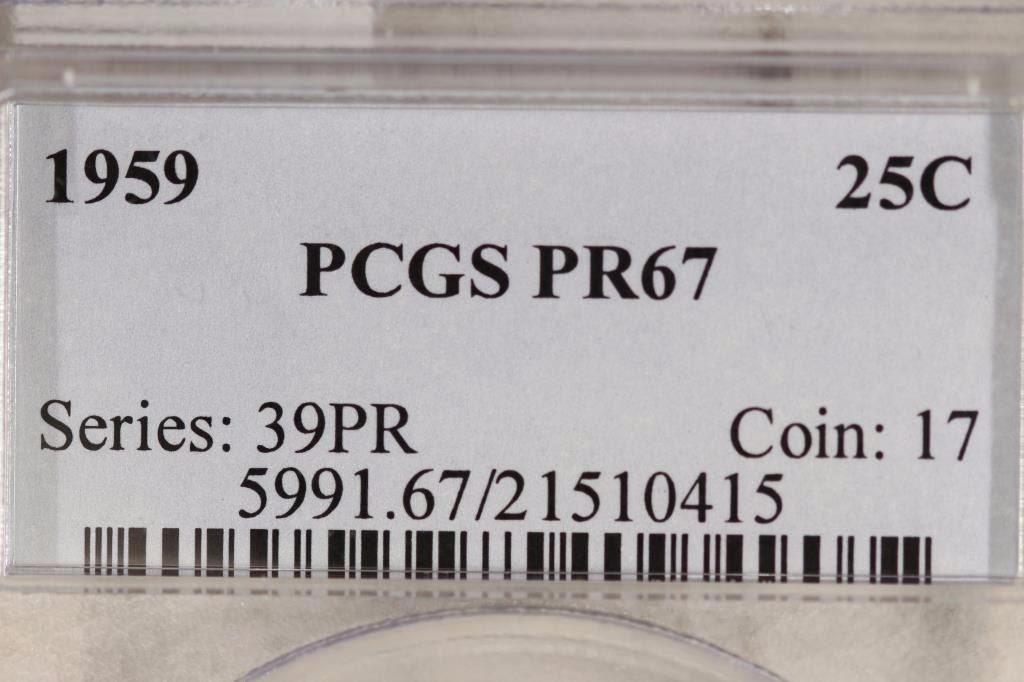 1959 25C
PCGS PR67
Series: 39PR Coin: 17
5991.67/21510415